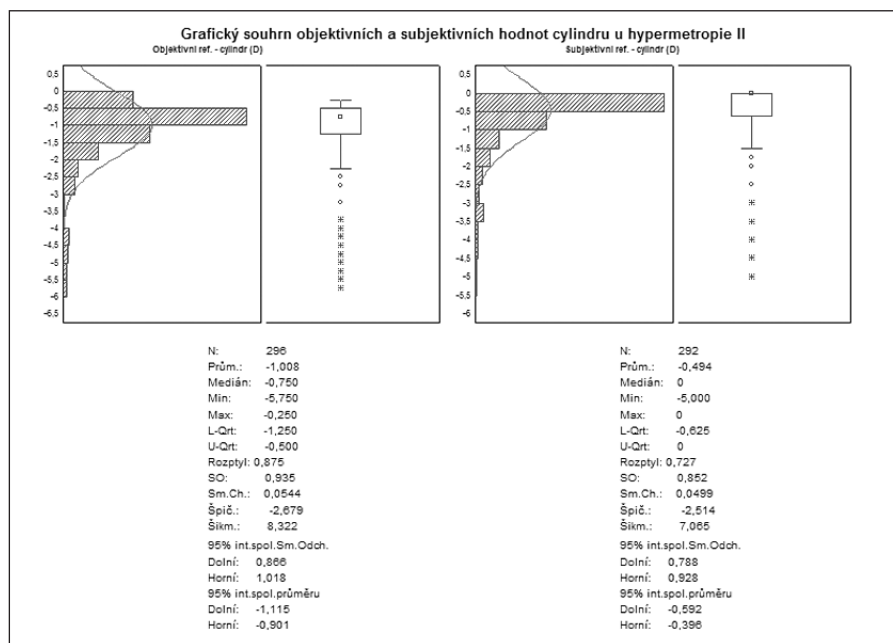 Grafický souhrn objektivních a subjektivních hodnot cylindru u hypermetropie II
Objektivní ref. - cylindr (D)
0,5
0
-0,5
-1
-1,5
-2
-2,5
-3
-3,5
-4
-4,5
-5
-5,5
-6
-6,5
N: 296
Prům.: -1,008
Medián: -0,750
Min: -5,750
Max: -0,250
L-Qrt: -1,250
U-Qrt: -0,500
Rozptyl: 0,875
SO: 0,935
Sm.Ch.: 0,0544
Špič.: -2,679
Šikm.: 8,322
95% int.spol.Sm.Odch.
Dolní: 0,866
Horní: 1,018
95% int.spol.průměru
Dolní: -1,115
Horní: -0,901
Subjektivní ref. - cylindr (D)
0,5
0
-0,5
-1
-1,5
-2
-2,5
-3
-3,5
-4
-4,5
-5
-5,5
-6
N: 292
Prům.: -0,494
Medián: 0
Min: -5,000
Max: 0
L-Qrt: -0,625
U-Qrt: 0
Rozptyl: 0,727
SO: 0,852
Sm.Ch.: 0,0499
Špič.: -2,514
Šikm.: 7,065
95% int.spol.Sm.Odch.
Dolní: 0,788
Horní: 0,928
95% int.spol.průměru
Dolní: -0,592
Horní: -0,396